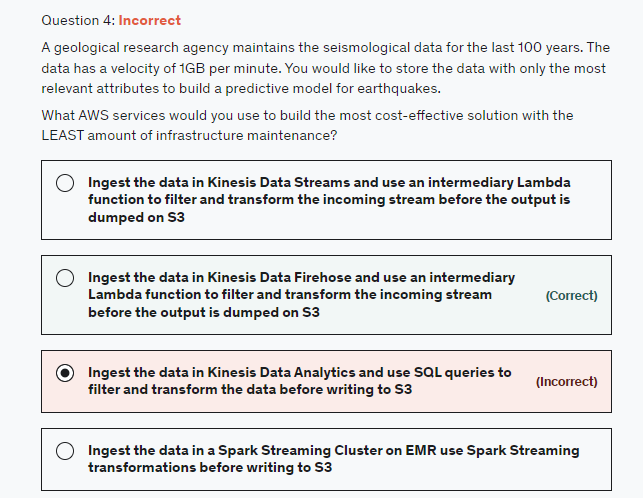 Question 4: Incorrect
A geological research agency maintains the seismological data for the last 100 years. The
data has a velocity of 1GB per minute. You would like to store the data with only the most
relevant attributes to build a predictive model for earthquakes.
What AWS services would you use to build the most cost-effective solution with the
LEAST amount of infrastructure maintenance?
Ingest the data in Kinesis Data Streams and use an intermediary Lambda
function to filter and transform the incoming stream before the output is
dumped on S3
Ingest the data in Kinesis Data Firehose and use an intermediary
Lambda function to filter and transform the incoming stream
before the output is dumped on S3
(Correct)
Ingest the data in Kinesis Data Analytics and use SQL queries to
filter and transform the data before writing to S3
(Incorrect)
Ingest the data in a Spark Streaming Cluster on EMR use Spark Streaming
transformations before writing to S3